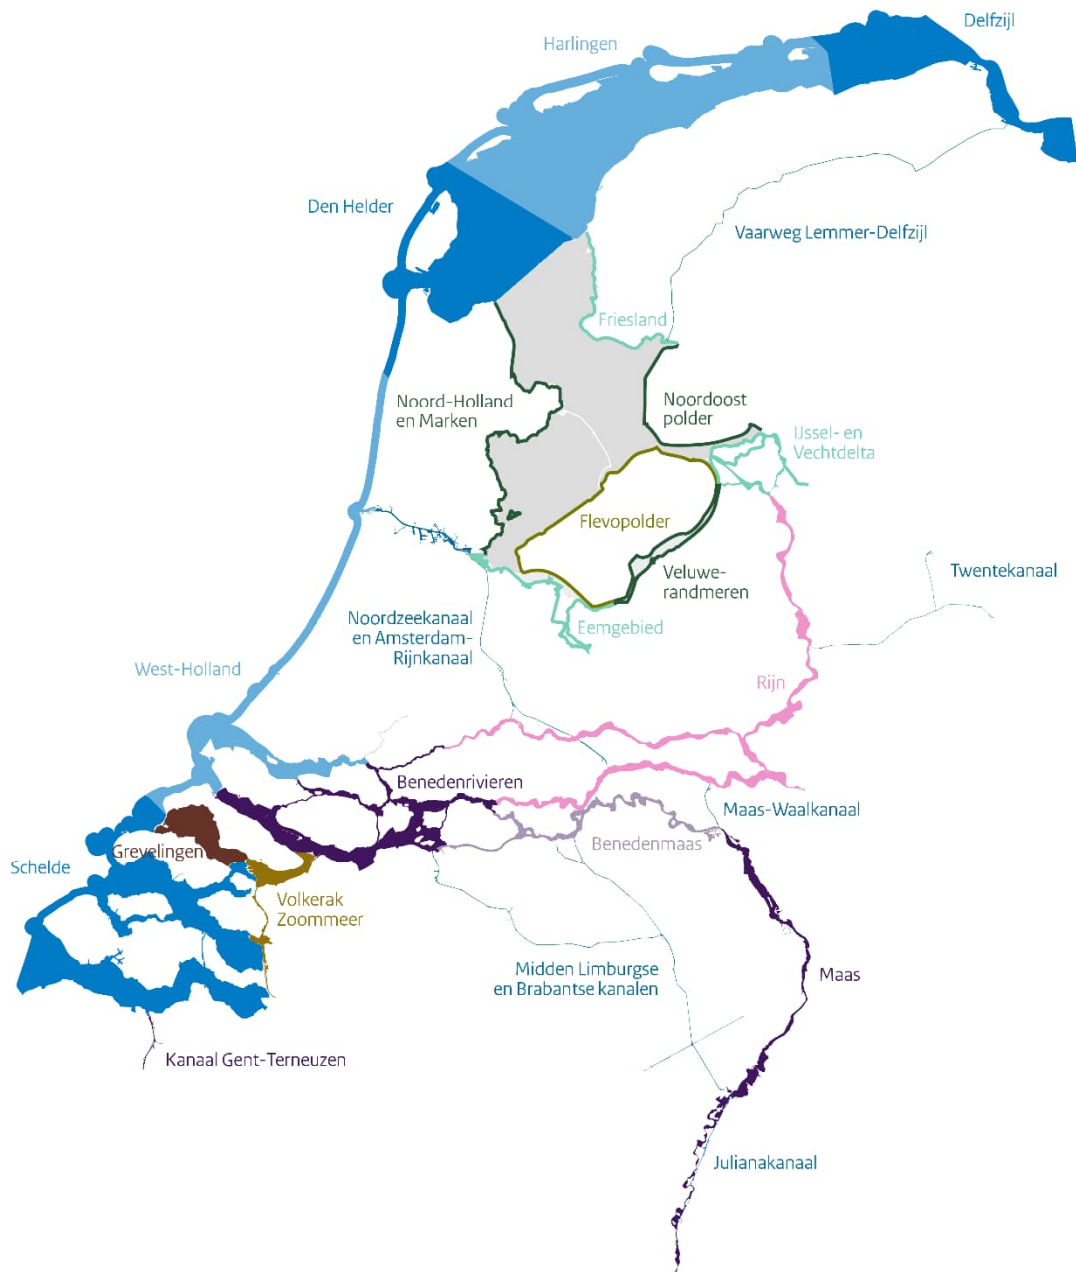 Delfzijl
Harlingen
Den Helder
Vaarweg Lemmer-Delfzijl
Friesland
Noord-Holland
en Marken
Noordoost
polder
IJssel- en
Vechtdelta
Flevopolder
Veluwe-
randmeren
Twentekanaal
Noordzeekanaal
en Amsterdam-
Rijnkanaal
Eemgebied
West-Holland
Rijn
Benedenrivieren
Maas-Waalkanaal
Grevelingen
Benedenmaas
Schelde
Volkerak
Zoommeer
Midden Limburgse
en Brabantse kanalen
Maas
Kanaal Gent-Terneuzen
Julianakanaal